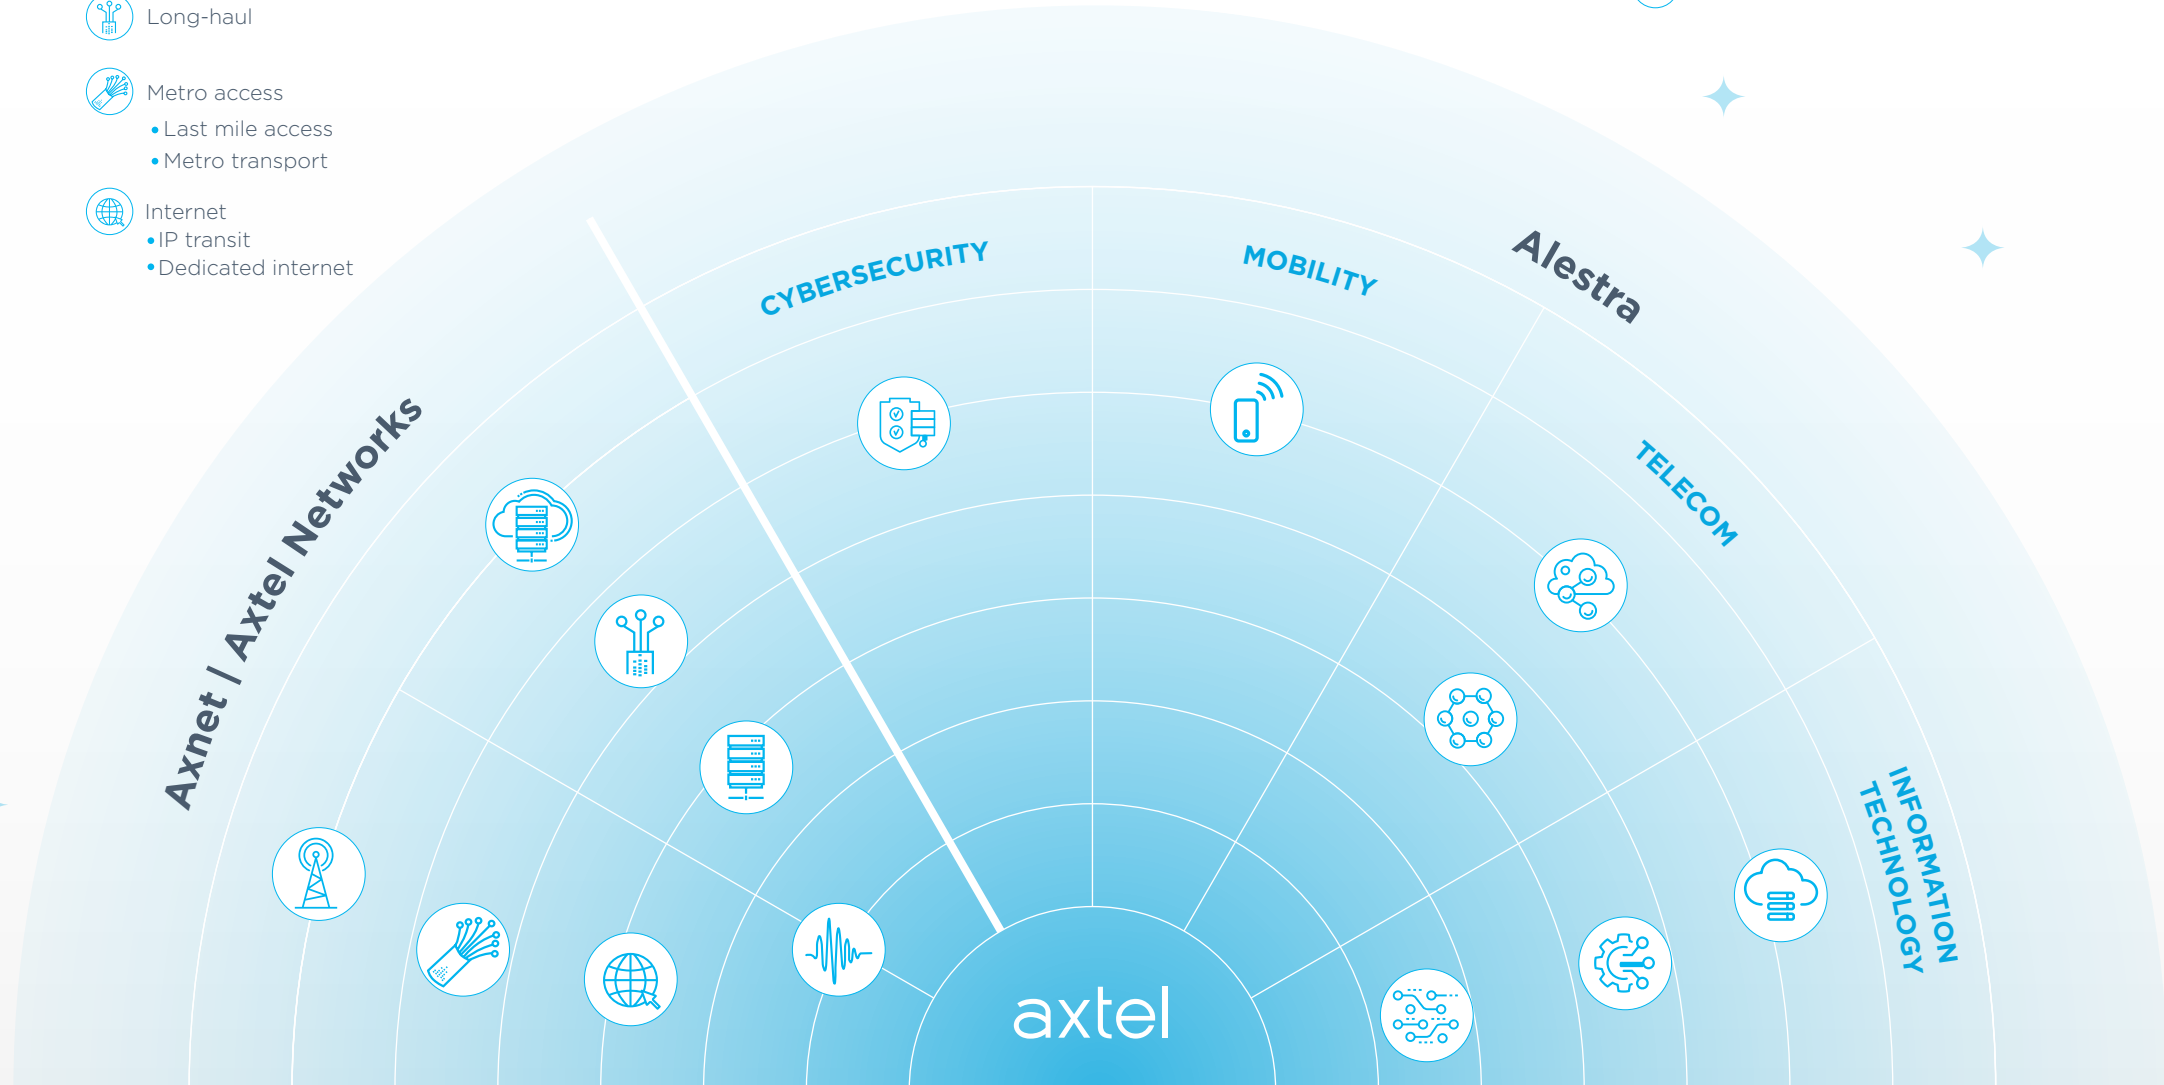 Long-haul
Metro access
• Last mile access
• Metro transport
Internet
• IP transit
• Dedicated internet
Axnet | Axtel Networks
CYBERSECURITY
MOBILITY
Alestra
TELECOM
INFORMATION
TECHNOLOGY
axtel